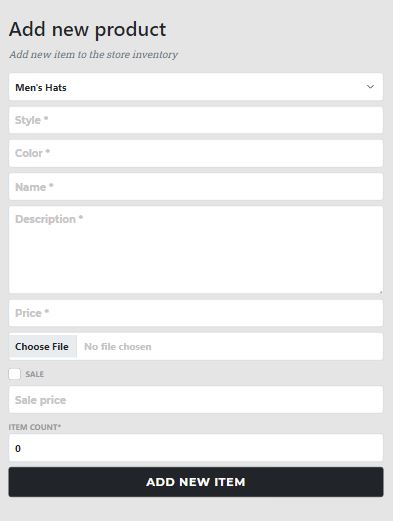 Add new product
Add new item to the store inventory
Men's Hats
Style *
Color *
Name *
Description *
Price *
Choose File No file chosen
SALE
Sale price
ITEM COUNT*
0
ADD NEW ITEM